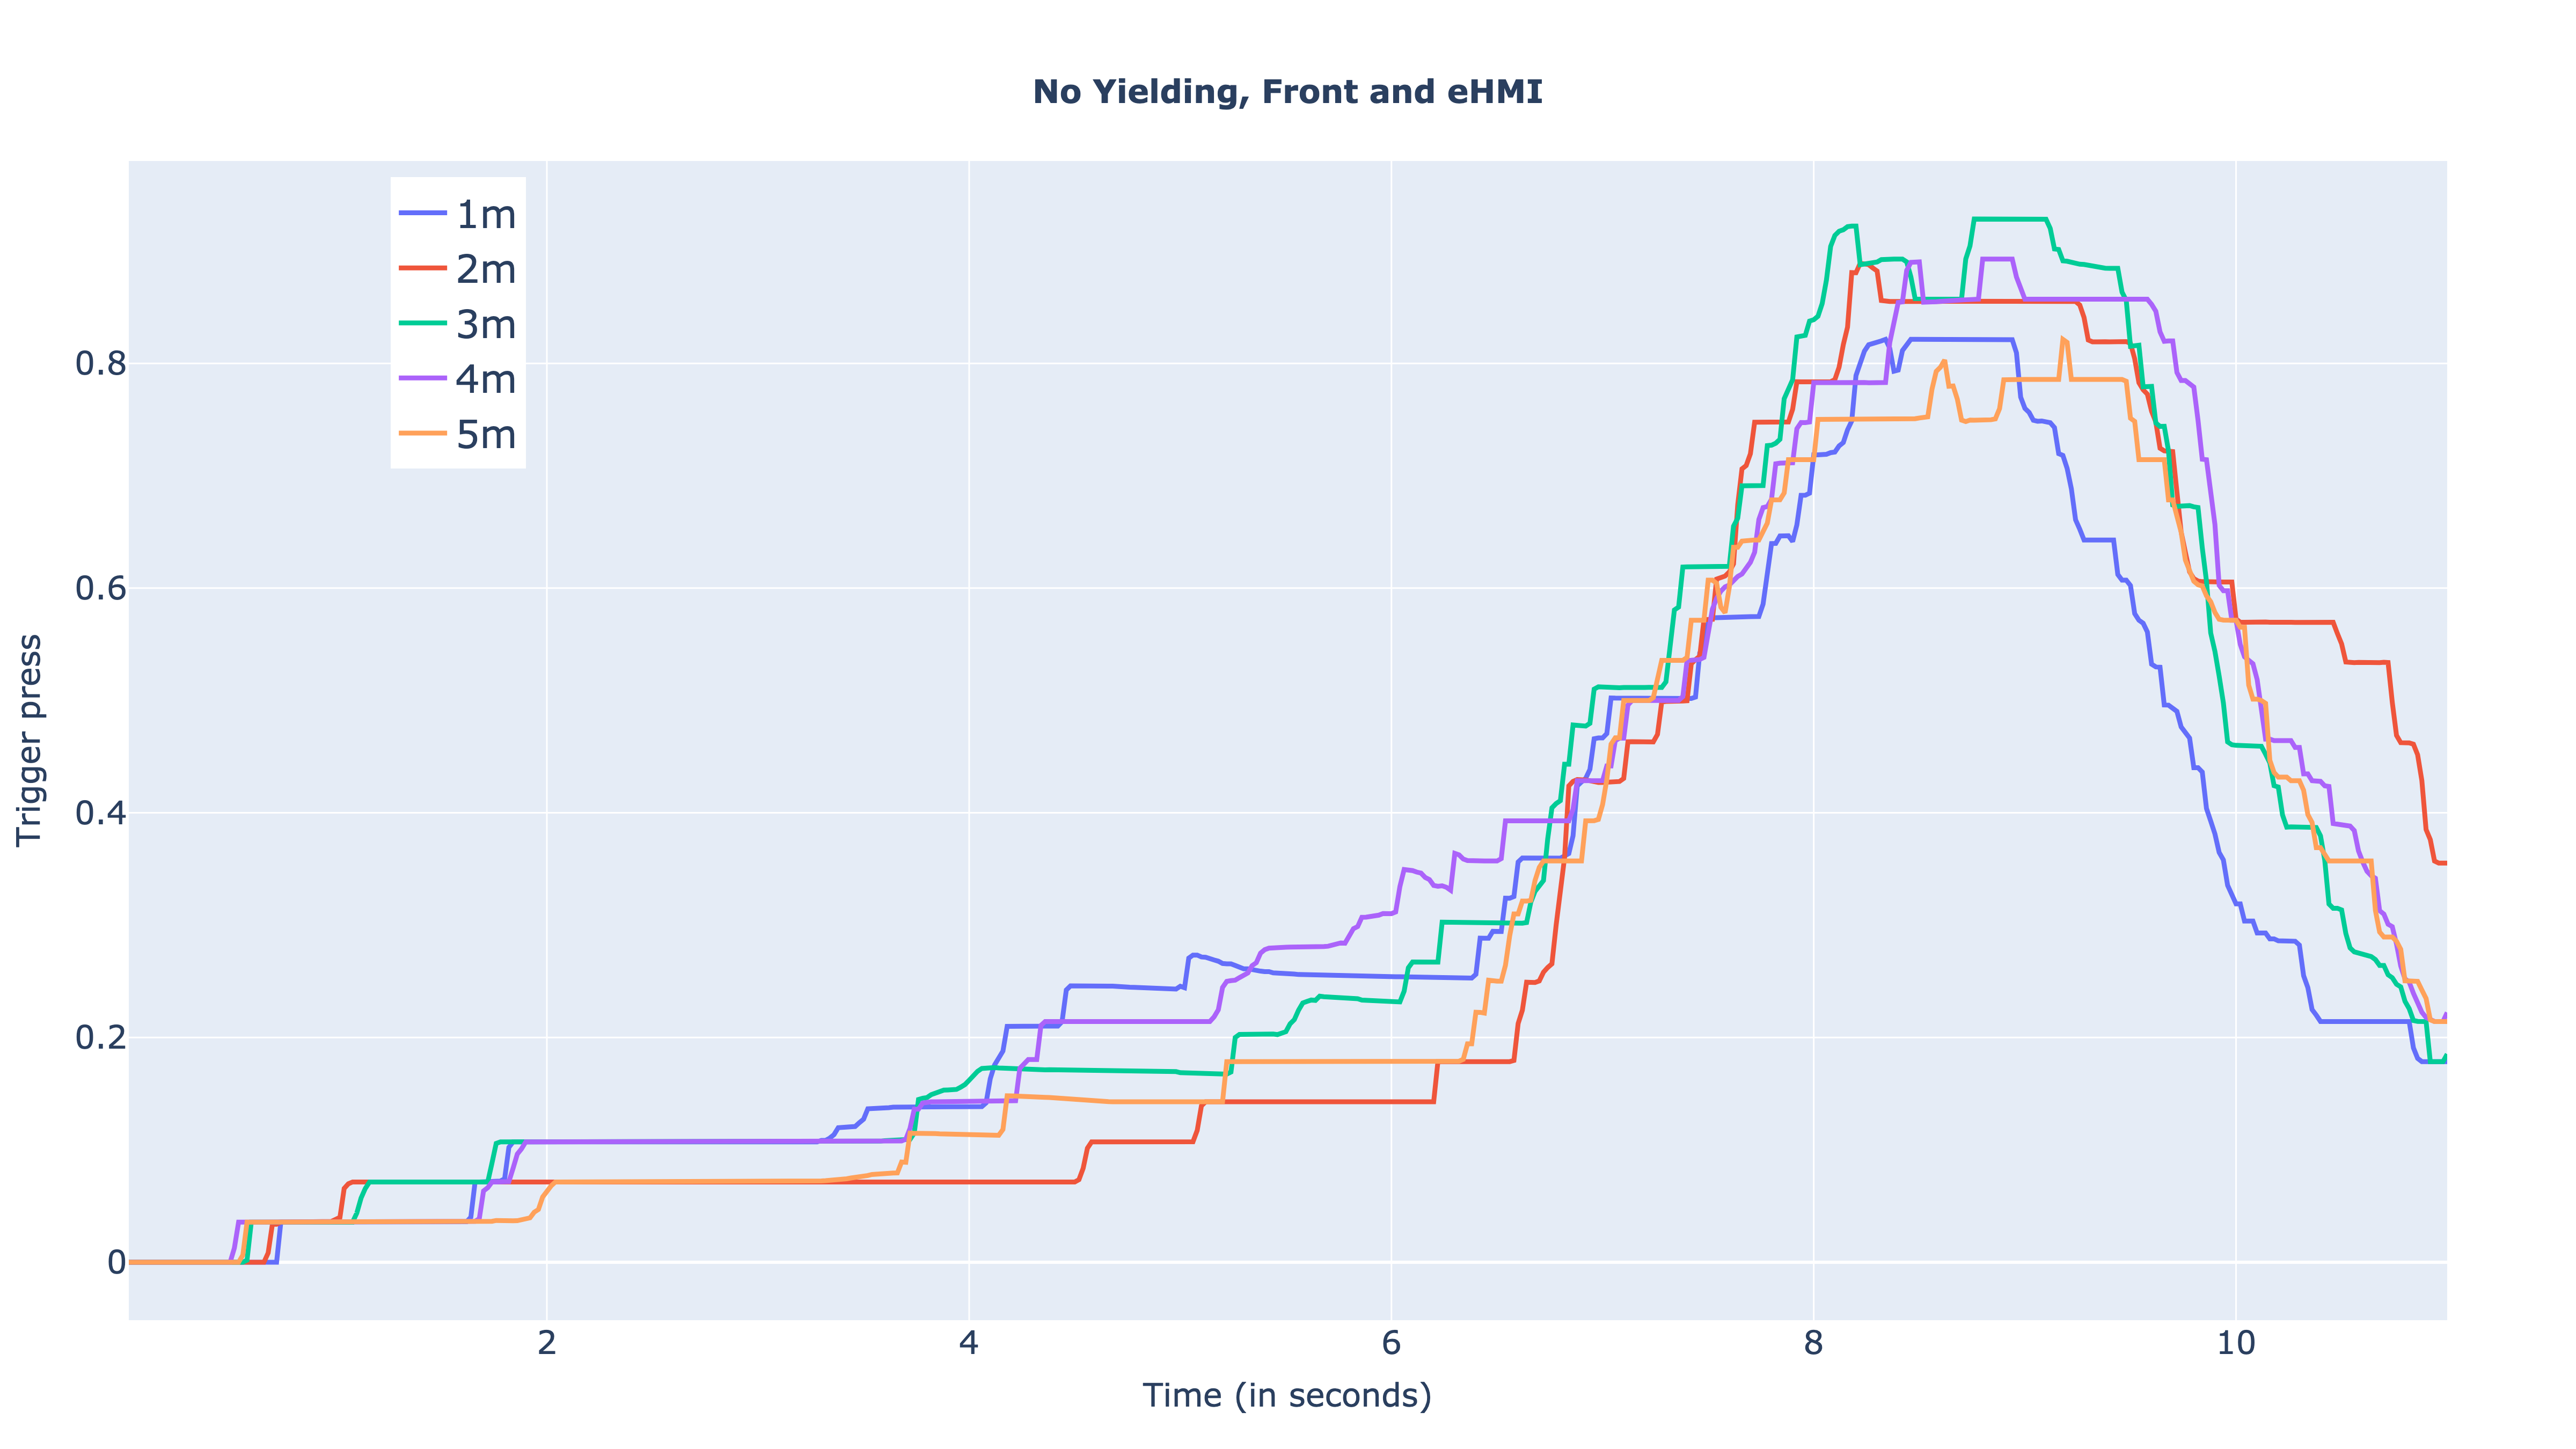 No Yielding, Front and eHMI
1m
2m
3m
4m
5m
Trigger press
0.8
0.6
0.4
0.2
0
2
4
6
8
10
Time (in seconds)